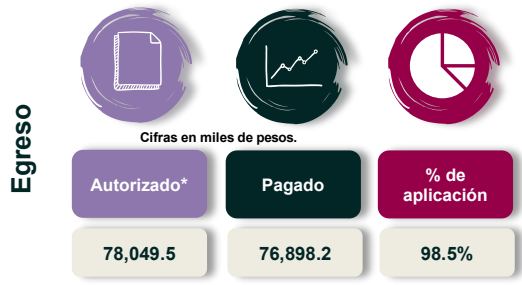 Egreso
Cifras en miles de pesos.
Autorizado*
Pagado
% de
aplicación
78,049.5
76,898.2
98.5%